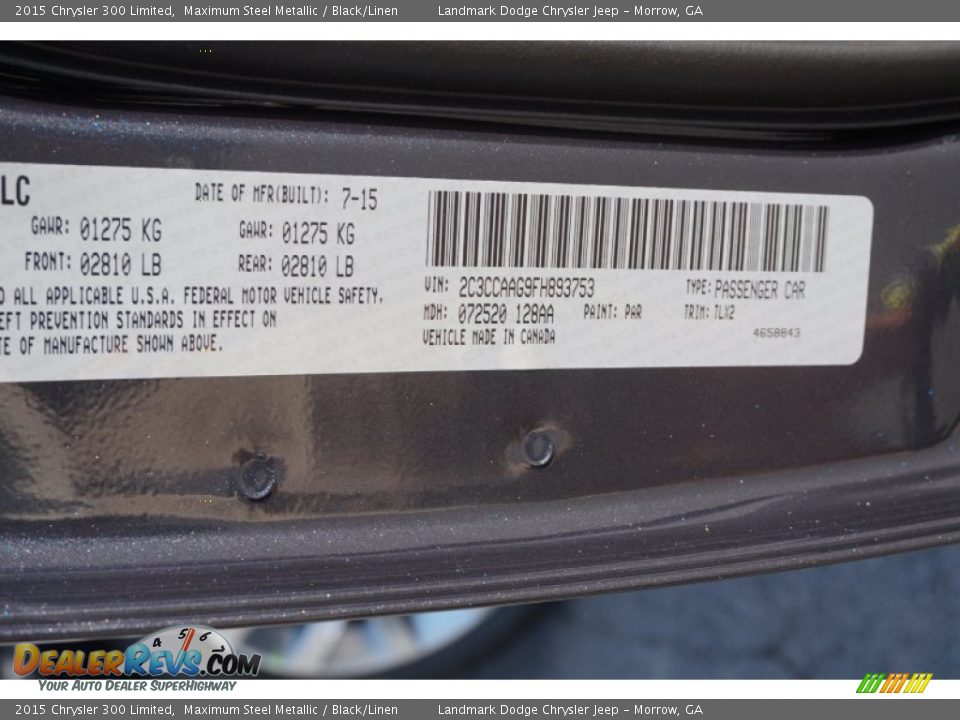 2015 Chrysler 300 Limited, Maximum Steel Metallic / Black/Linen Landmark Dodge Chrysler Jeep - Morrow, GA
LC
DATE OF MFR(BUILT): 7-15
GAWR: 01275 KG GAWR: 01275 KG
FRONT: 02810 LB REAR: 02810 LB
ALL APPLICABLE U.S.A. FEDERAL MOTOR VEHICLE SAFETY,
EFT PREVENTION STANDARDS IN EFFECT ON
TE OF MANUFACTURE SHOWN ABOVE.
VIN: 2C3CCAAG9FH893753 TYPE: PASSENGER CAR
MDH: 072520 128AA PAINT: PAR TRIM: TLX2
VEHICLE MADE IN CANADA 4658843
4 5 6
DEALERREVS.COM
YOUR AUTO DEALER SUPERHIGHWAY
2015 Chrysler 300 Limited, Maximum Steel Metallic / Black/Linen Landmark Dodge Chrysler Jeep - Morrow, GA